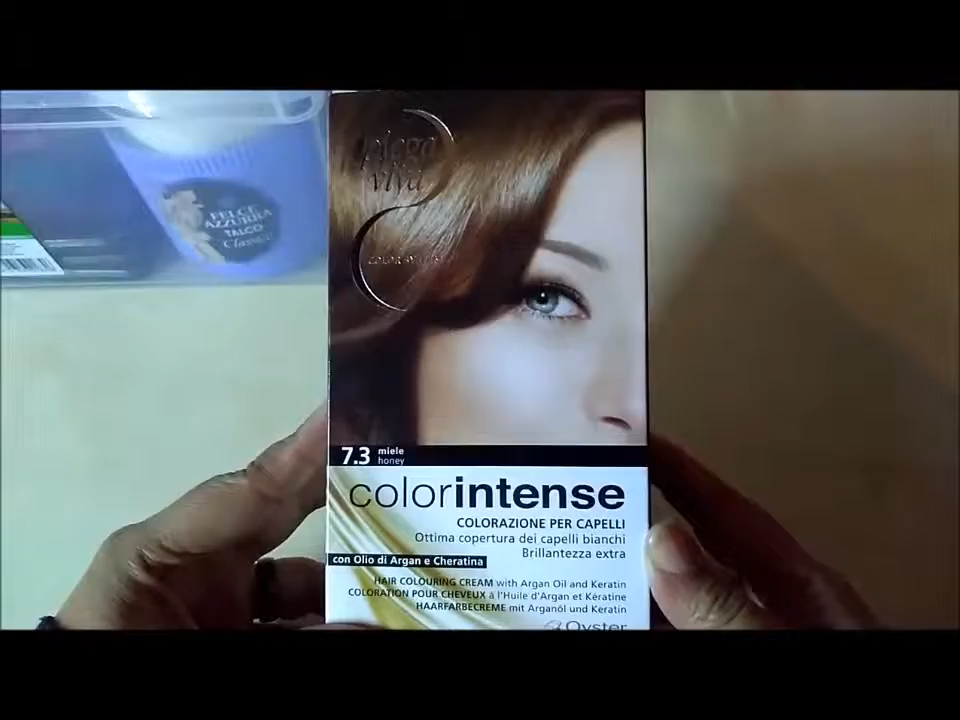 FELCE
AZZURRA
TALCO
Classico
viva
7.3 miele
honey
colorintense
COLORAZIONE PER CAPELLI
Ottima copertura dei capelli bianchi
Brillantezza extra
con Olio di Argan e Cheratina
HAIR COLOURING CREAM with Argan Oil and Keratin
COLORATION POUR CHEVEUX à l'Huile d'Argan et Kératine
HAARFARBECREME mit Arganöl und Keratin
Oyster